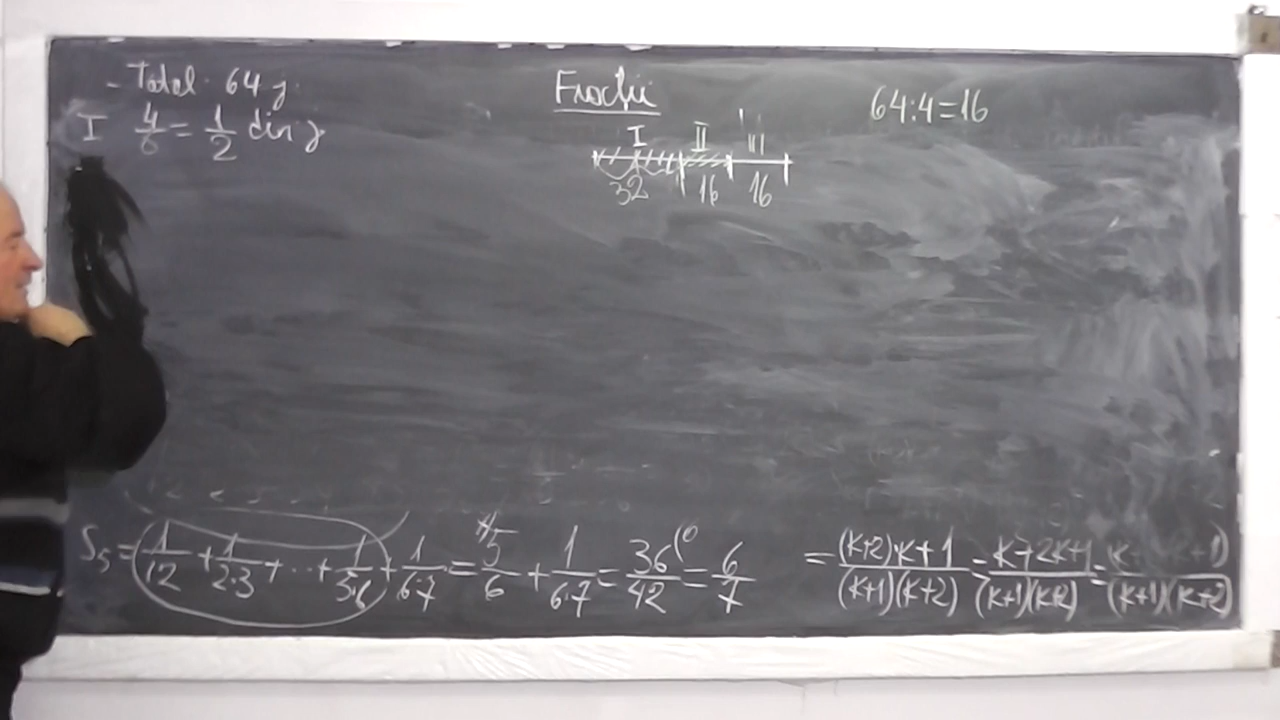 - Total: 64 j.
I 4/8 = 1/2 din j
Fracții
I II III
32 16 16
64:4=16
S₅ = 1/1·2 + 1/2·3 + ... + 1/5·6 + 1/6·7 = 5/6 + 1/6·7 = 36/42 = 6/7
= (k+2)·k+1/(k+1)(k+2) = k+2k+1/(k+1)(k+2) = /(k+1)(k+2)